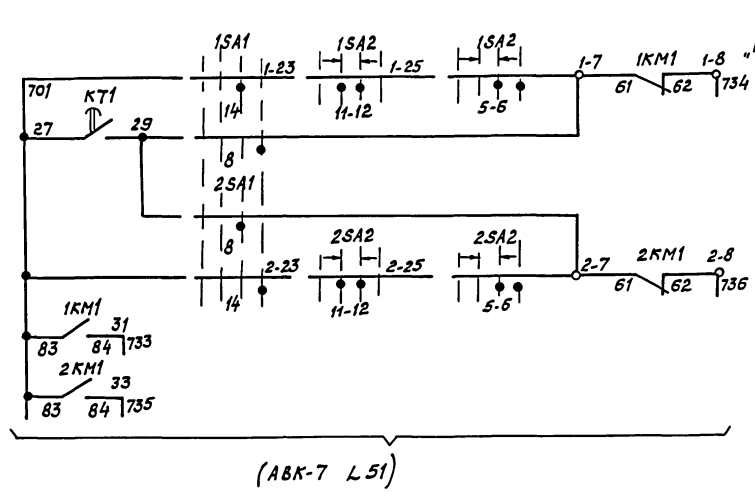 1SA1 1SA2 1SA2 1-7 1KM1 1-8 "
701 1-23 1-25
14 11-12 5-6 61 62 734
KT1
27 29
8
2SA1
8
2-23 2SA2 2-25 2SA2 2-7 2KM1 2-8
14 11-12 5-6 61 62 736
1KM1 31
83 84 733
2KM1 33
83 84 735
(АВК-7 L51)